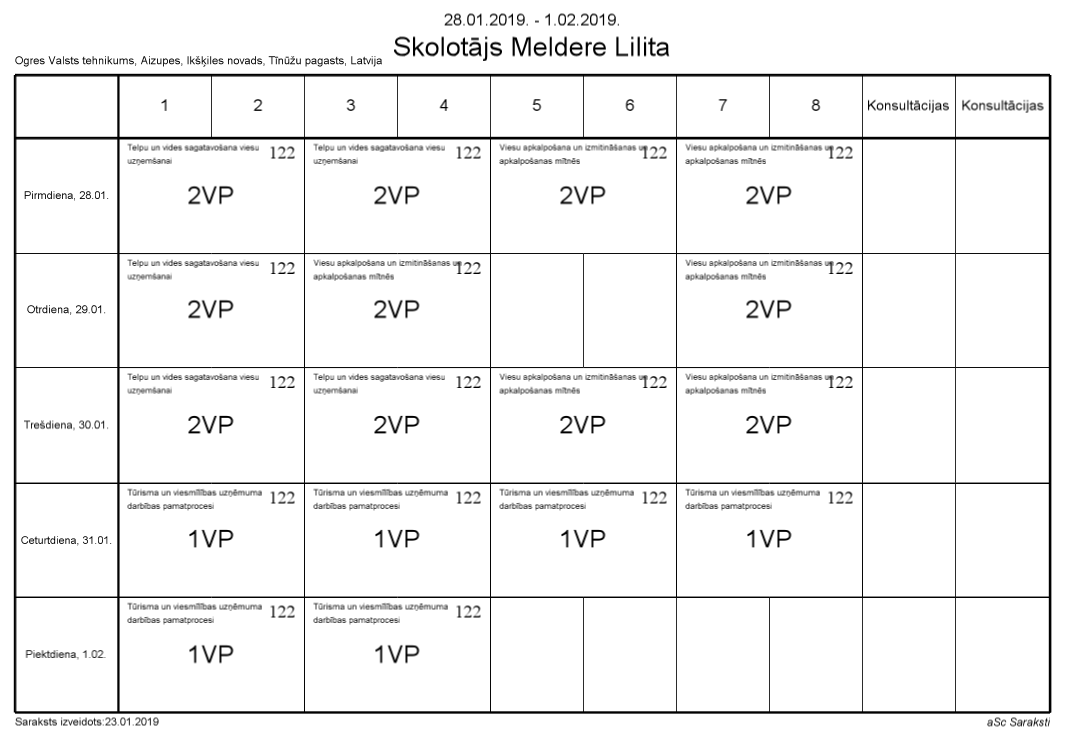 28.01.2019. - 1.02.2019.
Skolotājs Meldere Lilita
Ogres Valsts tehnikums, Aizupes, Ikšķiles novads, Tīnūžu pagasts, Latvija
1 2 3 4 5 6 7 8 Konsultācijas Konsultācijas
Pirmdiena, 28.01.
Telpu un vides sagatavošana viesu 122
uzņemšanai
2VP
Telpu un vides sagatavošana viesu 122
uzņemšanai
2VP
Viesu apkalpošana un izmitināšanas un 122
apkalpošanas mītnēs
2VP
Viesu apkalpošana un izmitināšanas un 122
apkalpošanas mītnēs
2VP
Otrdiena, 29.01.
Telpu un vides sagatavošana viesu 122
uzņemšanai
2VP
Viesu apkalpošana un izmitināšanas un 122
apkalpošanas mītnēs
2VP
Viesu apkalpošana un izmitināšanas un 122
apkalpošanas mītnēs
2VP
Trešdiena, 30.01.
Telpu un vides sagatavošana viesu 122
uzņemšanai
2VP
Telpu un vides sagatavošana viesu 122
uzņemšanai
2VP
Viesu apkalpošana un izmitināšanas un 122
apkalpošanas mītnēs
2VP
Viesu apkalpošana un izmitināšanas un 122
apkalpošanas mītnēs
2VP
Ceturtdiena, 31.01.
Tūrisma un viesmīlības uzņēmuma 122
darbības pamatprocesi
1VP
Tūrisma un viesmīlības uzņēmuma 122
darbības pamatprocesi
1VP
Tūrisma un viesmīlības uzņēmuma 122
darbības pamatprocesi
1VP
Tūrisma un viesmīlības uzņēmuma 122
darbības pamatprocesi
1VP
Piektdiena, 1.02.
Tūrisma un viesmīlības uzņēmuma 122
darbības pamatprocesi
1VP
Tūrisma un viesmīlības uzņēmuma 122
darbības pamatprocesi
1VP
Saraksts izveidots:23.01.2019
aSc Saraksti